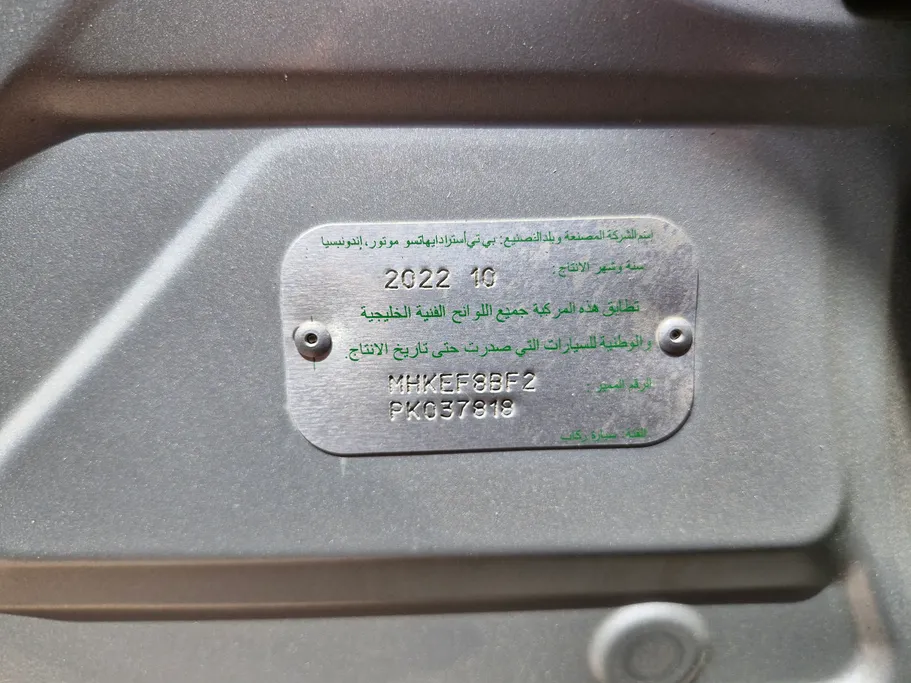 إسم الشركة المصنعة وبلد التصنيع: بي تي أسترا دايهاتسو موتور، إندونيسيا
سنة وشهر الانتاج: 2022 10
تطابق هذه المركبة جميع اللوائح الفنية الخليجية
والوطنية للسيارات التي صدرت حتى تاريخ الانتاج.
الرقم المميز: MHKEF8BF2
PK037818
الفئة: سيارة ركاب